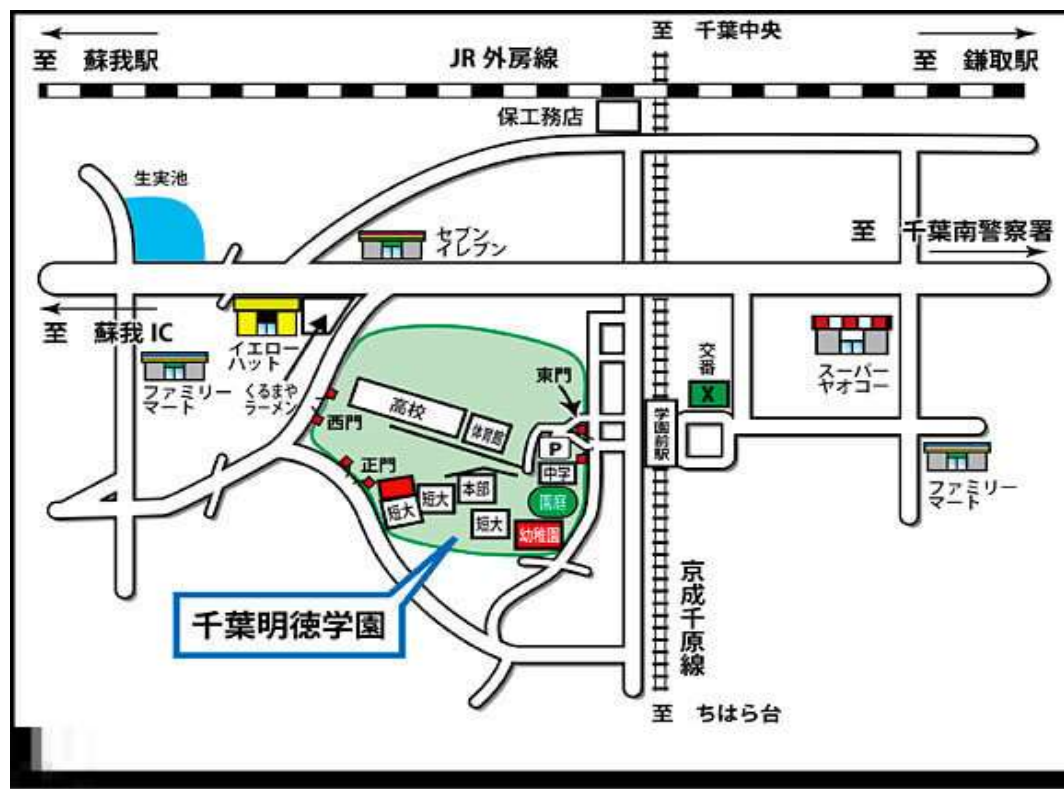 至 千葉中央
至 蘇我駅
JR 外房線
至 鎌取駅
保工務店
生実池
セブン
イレブン
至 千葉南警察署
至 蘇我 IC
イエロー
ハット
ファミリー
マート
くるまや
ラーメン
交番
X
スーパー
ヤオコー
東門
高校
西門
体育館
P
学園前駅
中学
正門
本部
短大
短大
園庭
短大
幼稚園
ファミリー
マート
千葉明徳学園
京成千原線
至 ちはら台